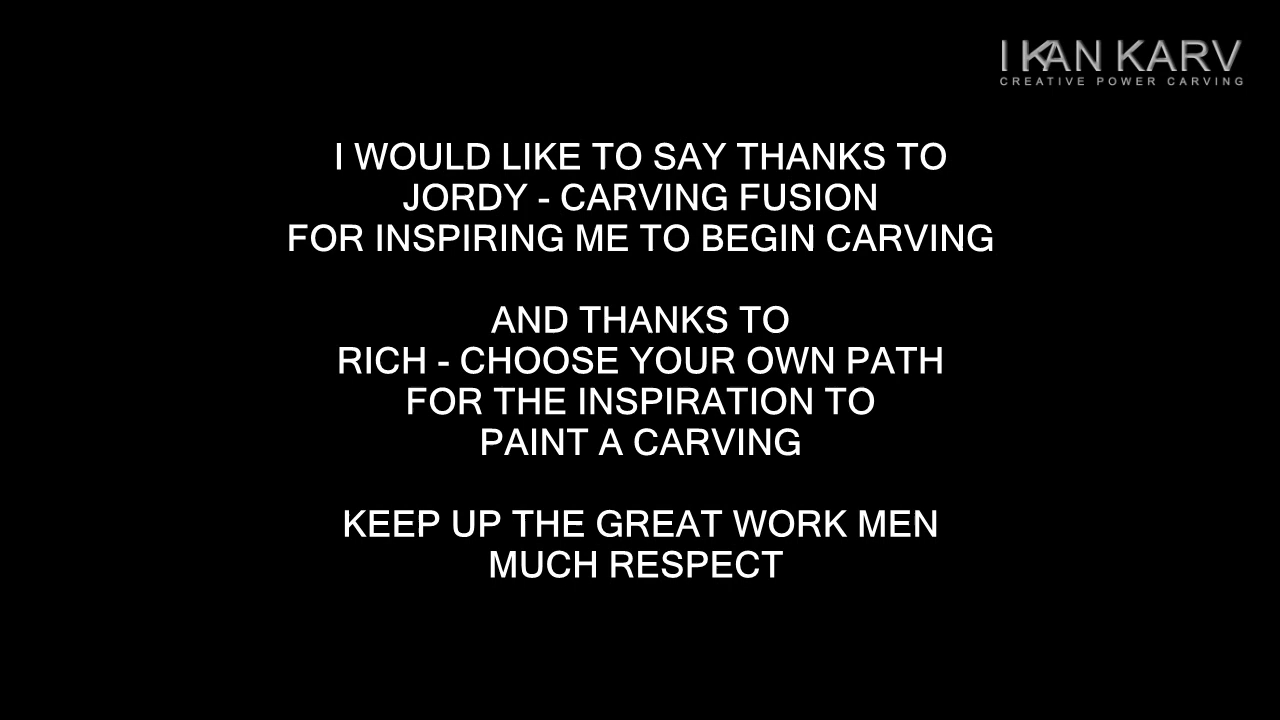 I KAN KARV
CREATIVE POWER CARVING
I WOULD LIKE TO SAY THANKS TO
JORDY - CARVING FUSION
FOR INSPIRING ME TO BEGIN CARVING
AND THANKS TO
RICH - CHOOSE YOUR OWN PATH
FOR THE INSPIRATION TO
PAINT A CARVING
KEEP UP THE GREAT WORK MEN
MUCH RESPECT